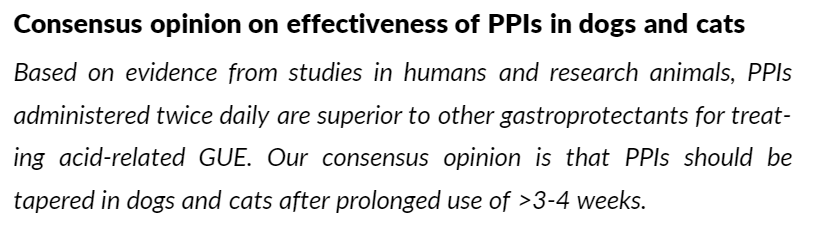 Consensus opinion on effectiveness of PPIs in dogs and cats
Based on evidence from studies in humans and research animals, PPIs
administered twice daily are superior to other gastroprotectants for treat-
ing acid-related GUE. Our consensus opinion is that PPIs should be
tapered in dogs and cats after prolonged use of >3-4 weeks.